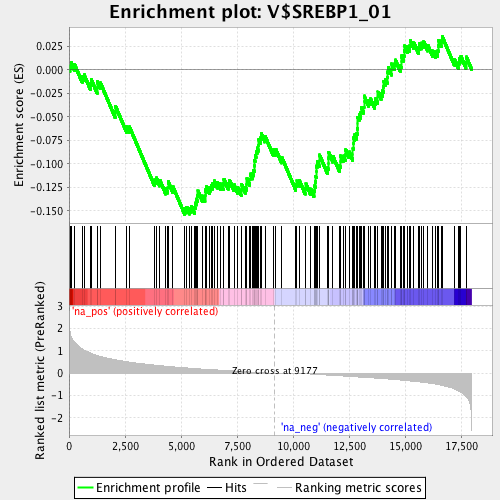 Enrichment plot: V$SREBP1_01
Enrichment score (ES)
0.025
0.000
-0.025
-0.050
-0.075
-0.100
-0.125
-0.150
'na_pos' (positively correlated)
Ranked list metric (PreRanked)
3
2
1
0
-1
-2
Zero cross at 9177
'na_neg' (negatively correlated)
0
2,500
5,000
7,500
10,000
12,500
15,000
17,500
Rank in Ordered Dataset
Enrichment profile
Hits
Ranking metric scores